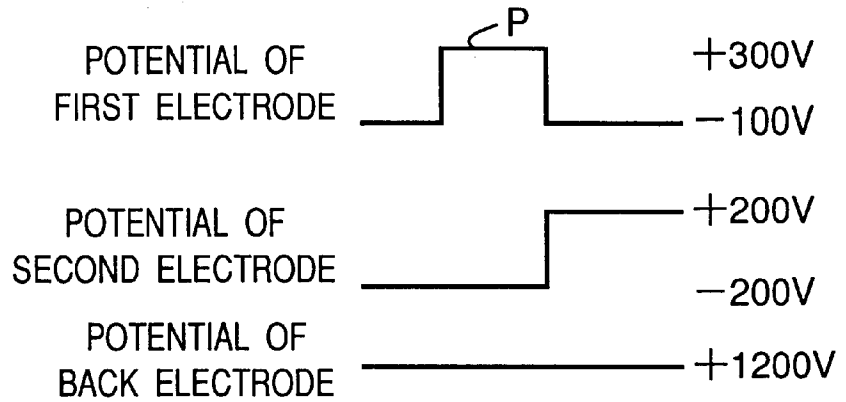 P
POTENTIAL OF
FIRST ELECTRODE
+300V
−100V
POTENTIAL OF
SECOND ELECTRODE
+200V
−200V
POTENTIAL OF
BACK ELECTRODE
+1200V